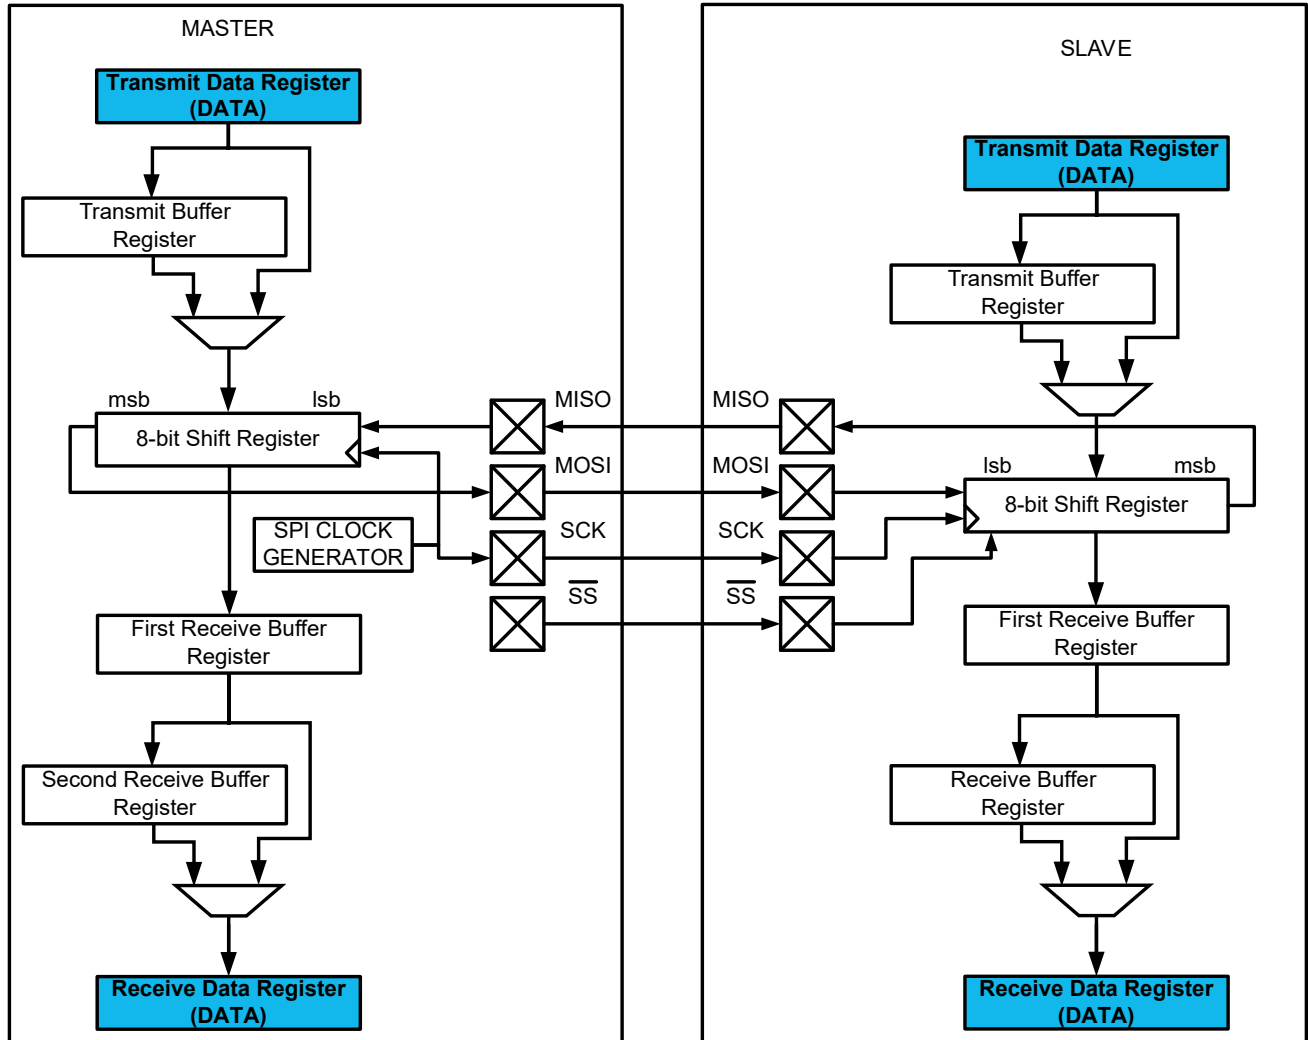 MASTER
Transmit Data Register
(DATA)
Transmit Buffer
Register
msb
lsb
8-bit Shift Register
SPI CLOCK
GENERATOR
First Receive Buffer
Register
Second Receive Buffer
Register
Receive Data Register
(DATA)
MISO
MOSI
SCK
SS
MISO
MOSI
SCK
SS
SLAVE
Transmit Data Register
(DATA)
Transmit Buffer
Register
lsb
msb
8-bit Shift Register
First Receive Buffer
Register
Receive Buffer
Register
Receive Data Register
(DATA)